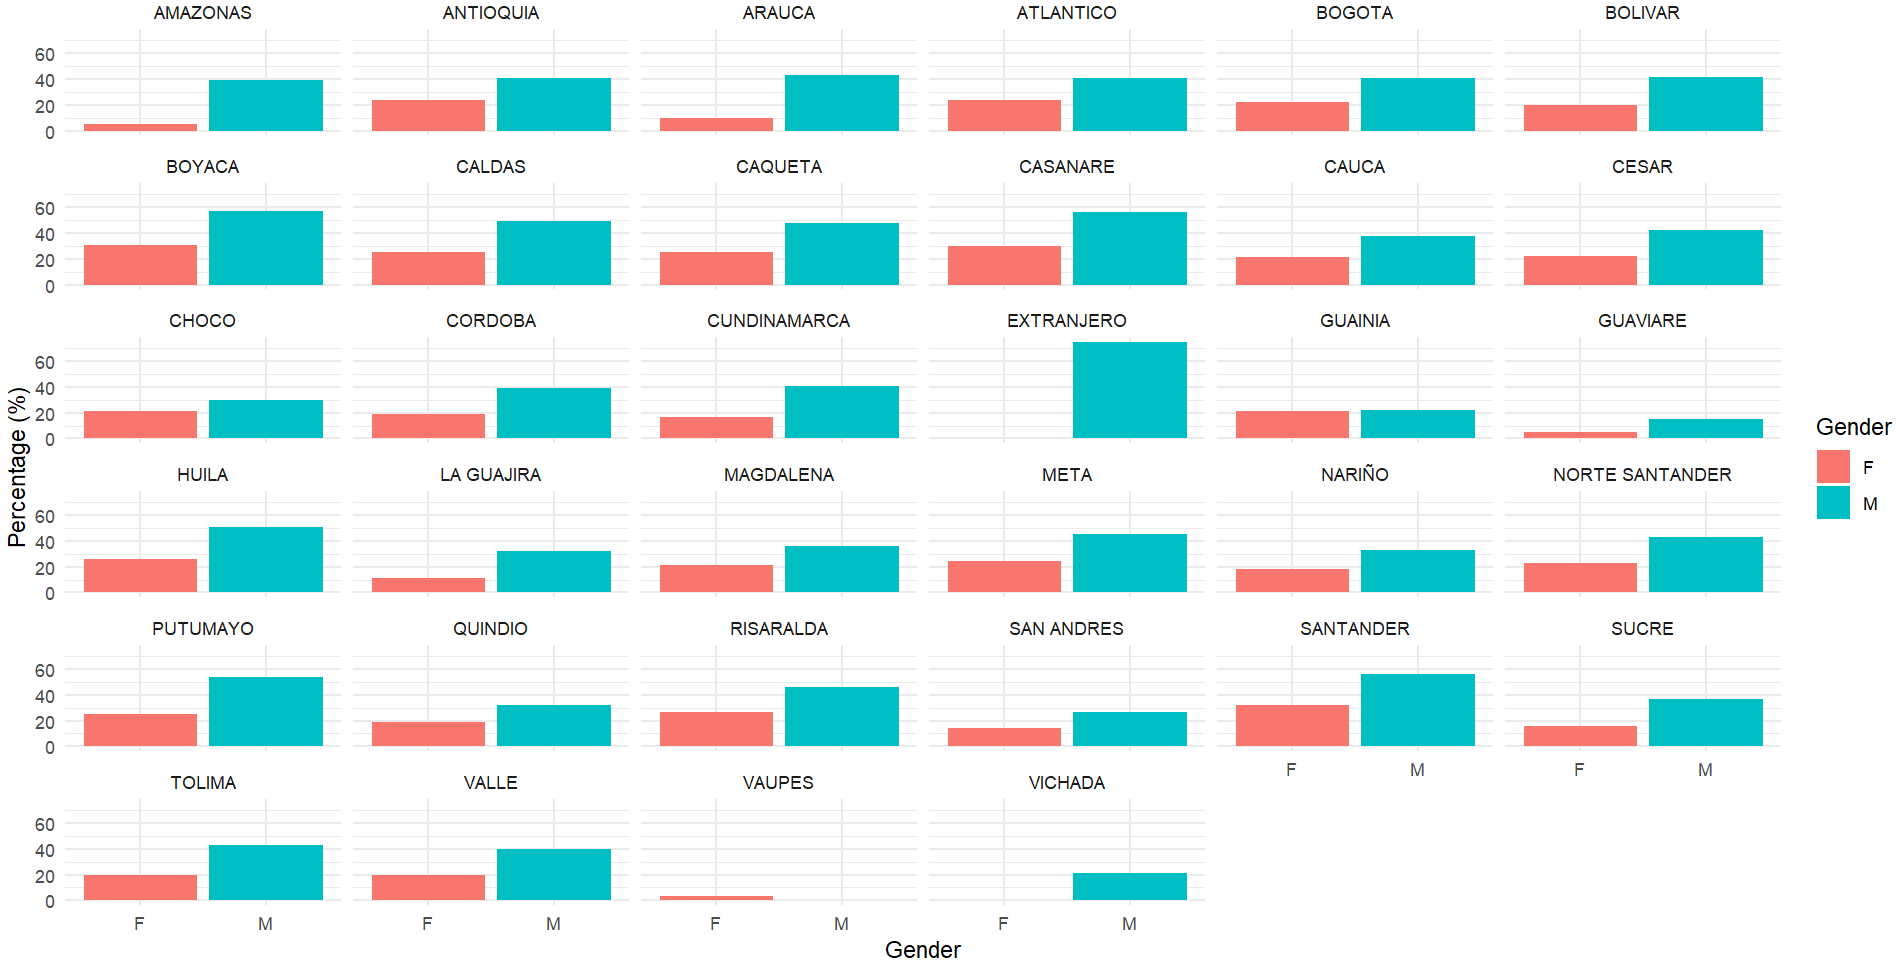 AMAZONAS ANTIOQUIA ARAUCA ATLANTICO BOGOTA BOLIVAR
60
40
20
0
BOYACA CALDAS CAQUETA CASANARE CAUCA CESAR
60
40
20
0
CHOCO CORDOBA CUNDINAMARCA EXTRANJERO GUAINIA GUAVIARE
60
40
20
0
HUILA LA GUAJIRA MAGDALENA META NARIÑO NORTE SANTANDER
60
40
20
0
PUTUMAYO QUINDIO RISARALDA SAN ANDRES SANTANDER SUCRE
60
40
20
0
F M F M
TOLIMA VALLE VAUPES VICHADA
60
40
20
0
F M F M F M F M
Gender
Percentage (%)
Gender
F
M